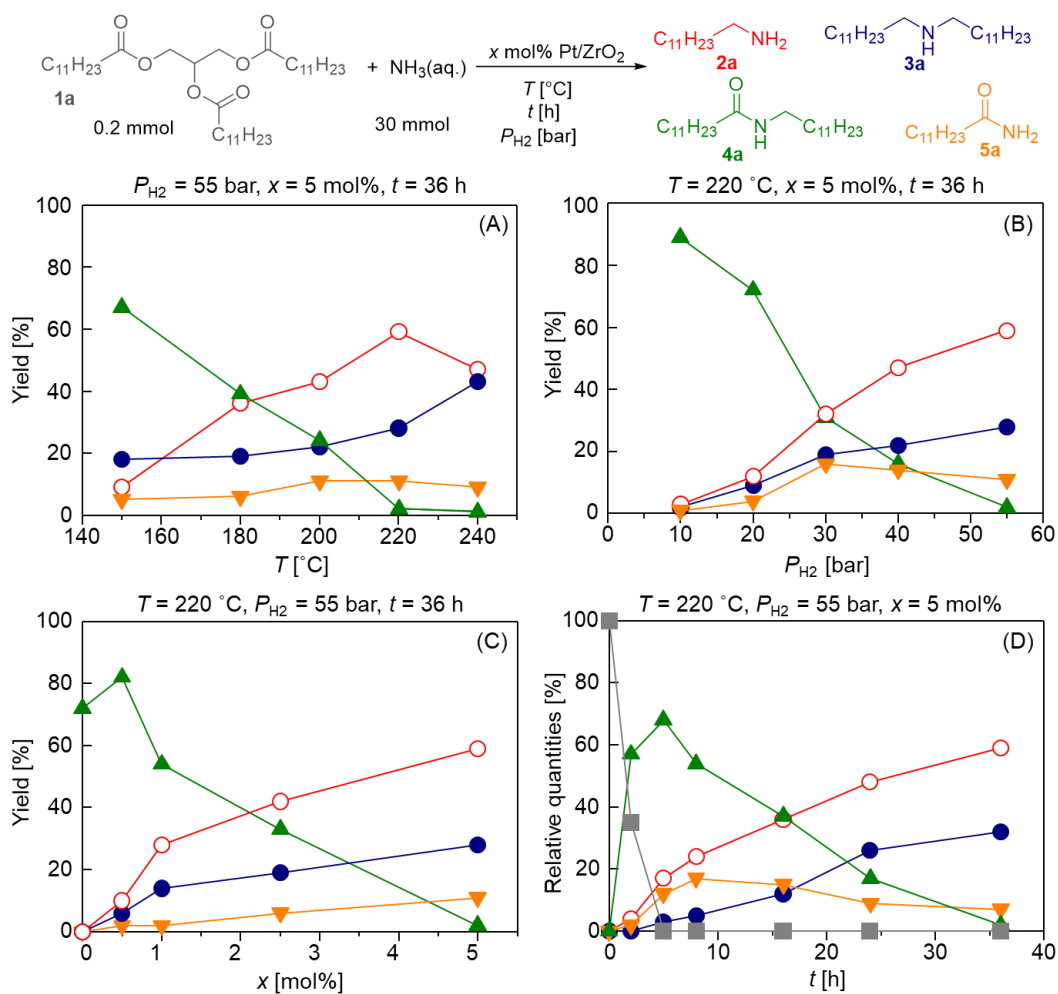 O O
C11H23 O O C11H23
1a O
O
C11H23
0.2 mmol
+ NH3(aq.)
30 mmol
x mol% Pt/ZrO2
T [°C]
t [h]
PH2 [bar]
C11H23 NH2
2a
C11H23 N H C11H23
3a
O
C11H23 N H C11H23
4a
O
C11H23 NH2
5a
PH2 = 55 bar, x = 5 mol%, t = 36 h
(A)
Yield [%]
100
80
60
40
20
0
140 160 180 200 220 240
T [˚C]
T = 220 ˚C, x = 5 mol%, t = 36 h
(B)
Yield [%]
100
80
60
40
20
0
0 10 20 30 40 50 60
PH2 [bar]
T = 220 ˚C, PH2 = 55 bar, t = 36 h
(C)
Yield [%]
100
80
60
40
20
0
0 1 2 3 4 5
x [mol%]
T = 220 ˚C, PH2 = 55 bar, x = 5 mol%
(D)
Relative quantities [%]
100
80
60
40
20
0
0 10 20 30 40
t [h]